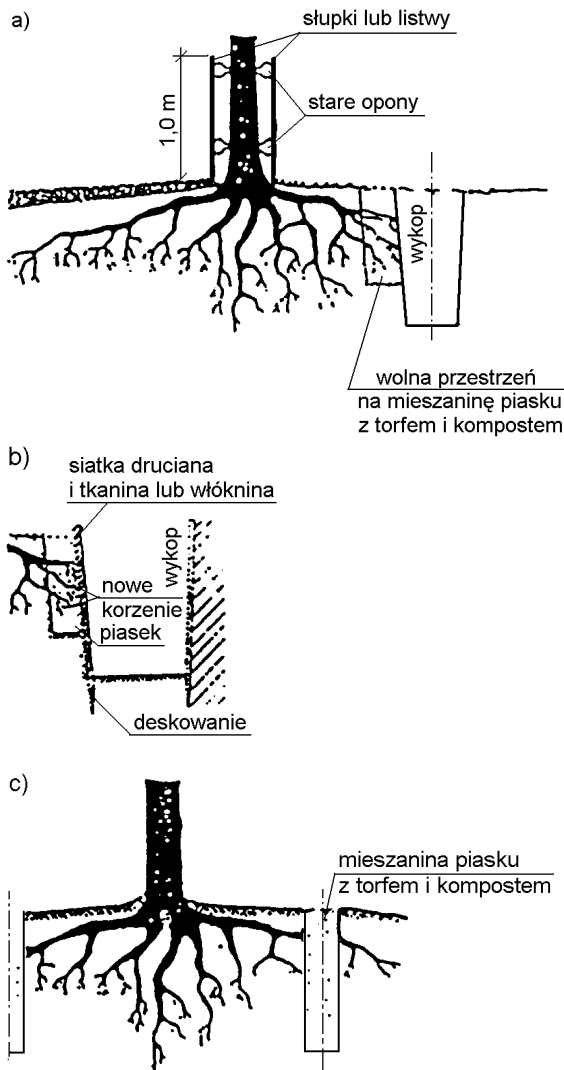 a)
słupki lub listwy
stare opony
1,0 m
wykop
wolna przestrzeń
na mieszaninę piasku
z torfem i kompostem
b)
siatka druciana
i tkanina lub włóknina
wykop
nowe
korzenie
piasek
deskowanie
c)
mieszanina piasku
z torfem i kompostem